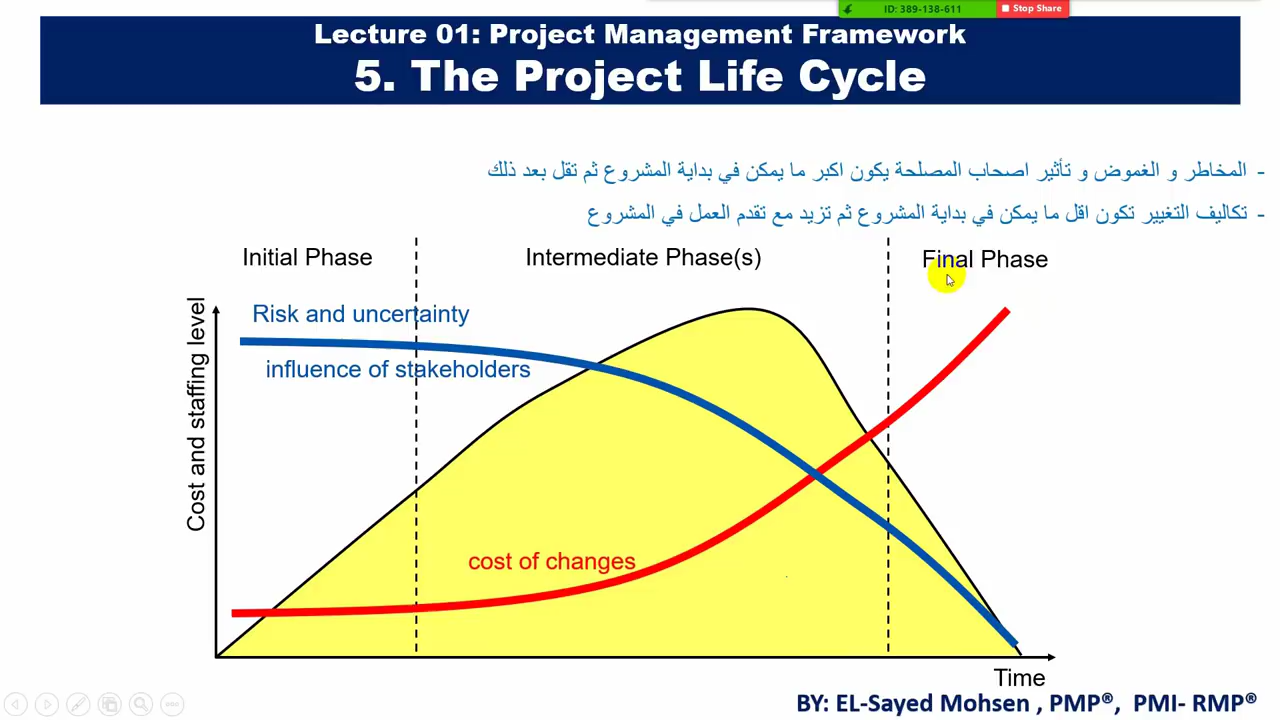 ID: 389-138-611
Stop Share
Lecture 01: Project Management Framework
5. The Project Life Cycle
- المخاطر و الغموض و تأثير اصحاب المصلحة يكون اكبر ما يمكن في بداية المشروع ثم تقل بعد ذلك
- تكاليف التغيير تكون اقل ما يمكن في بداية المشروع ثم تزيد مع تقدم العمل في المشروع
Initial Phase
Intermediate Phase(s)
Final Phase
Cost and staffing level
Risk and uncertainty
influence of stakeholders
cost of changes
Time
BY: EL-Sayed Mohsen , PMP®, PMI- RMP®